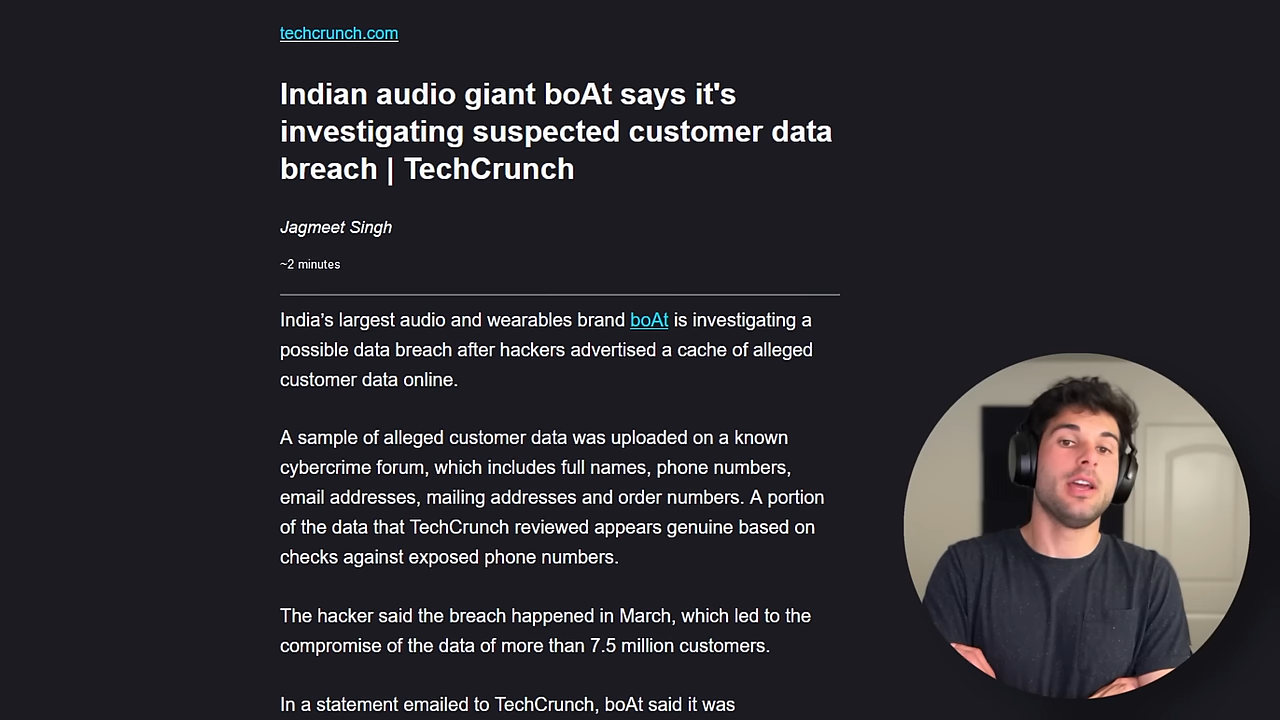 techcrunch.com
Indian audio giant boAt says it's
investigating suspected customer data
breach | TechCrunch
Jagmeet Singh
~2 minutes
India’s largest audio and wearables brand boAt is investigating a
possible data breach after hackers advertised a cache of alleged
customer data online.
A sample of alleged customer data was uploaded on a known
cybercrime forum, which includes full names, phone numbers,
email addresses, mailing addresses and order numbers. A portion
of the data that TechCrunch reviewed appears genuine based on
checks against exposed phone numbers.
The hacker said the breach happened in March, which led to the
compromise of the data of more than 7.5 million customers.
In a statement emailed to TechCrunch, boAt said it was